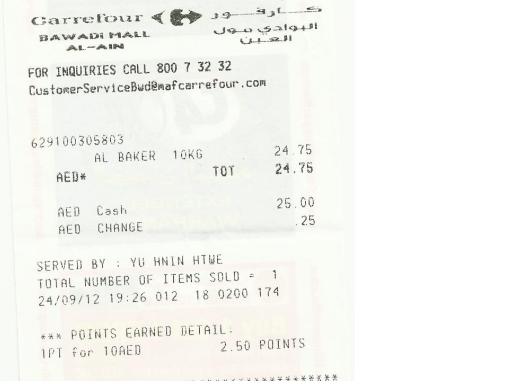 Carrefour كارفور
BAWADI MALL البوادي مول
AL-AIN العين
FOR INQUIRIES CALL 800 7 32 32
CustomerServiceBwd@mafcarrefour.com
629100305803
AL BAKER 10KG 24.75
AED* TOT 24.75
AED Cash 25.00
AED CHANGE .25
SERVED BY : YU HNIN HTWE
TOTAL NUMBER OF ITEMS SOLD = 1
24/09/12 19:26 012 18 0200 174
*** POINTS EARNED DETAIL:
1PT for 10AED 2.50 POINTS